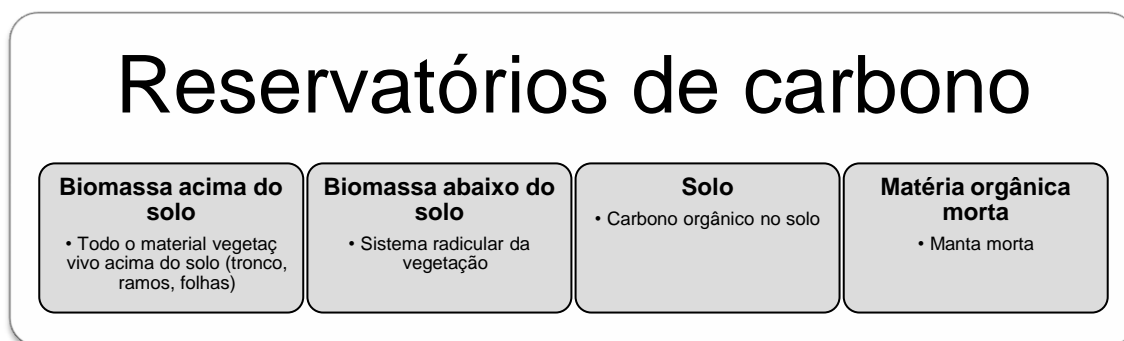 Reservatórios de carbono
Biomassa acima do
solo
• Todo o material vegetaç
vivo acima do solo (tronco,
ramos, folhas)
Biomassa abaixo do
solo
• Sistema radicular da
vegetação
Solo
• Carbono orgânico no solo
Matéria orgânica
morta
• Manta morta